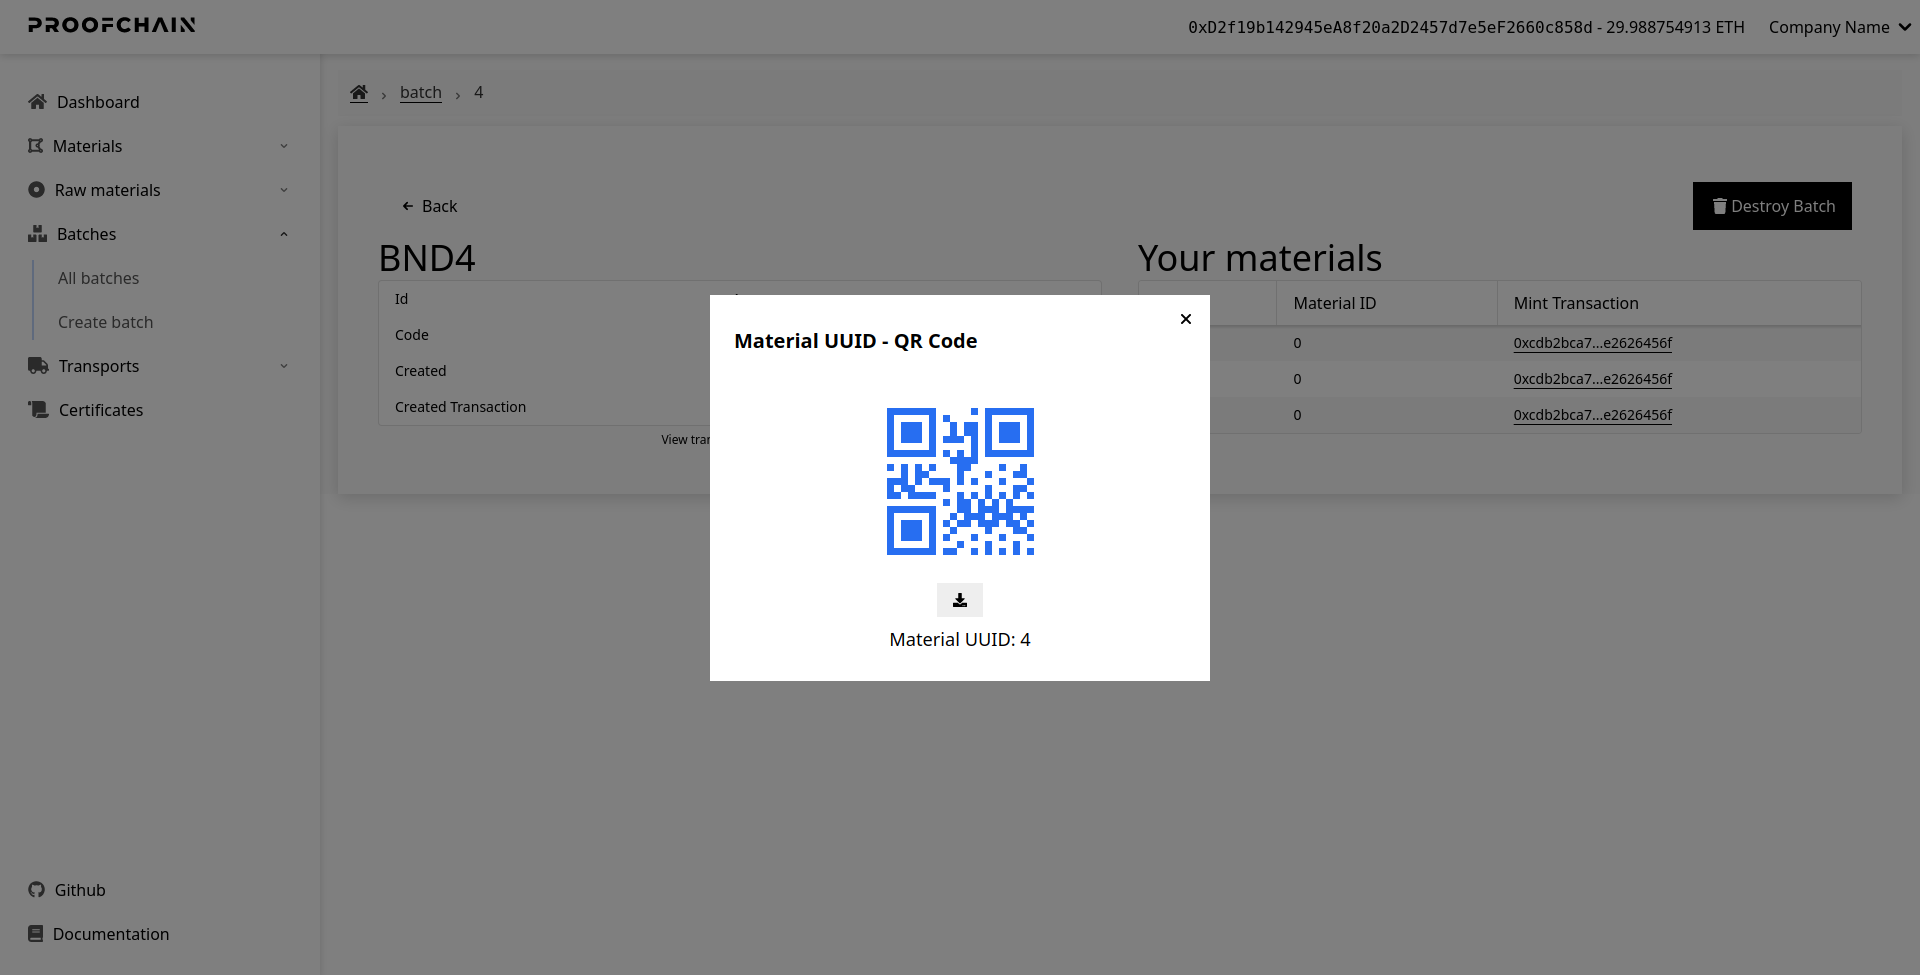 PROOFCHAIN
0xD2f19b142945eA8f20a2D2457d7e5eF2660c858d - 29.988754913 ETH
Company Name
Dashboard
Materials
Raw materials
Batches
All batches
Create batch
Transports
Certificates
Github
Documentation
batch › 4
Back
Destroy Batch
BND4
Id
Code
Created
Created Transaction
View
Your materials
Material ID Mint Transaction
0 0xcdb2bca7...e2626456f
0 0xcdb2bca7...e2626456f
0 0xcdb2bca7...e2626456f
Material UUID - QR Code
Material UUID: 4